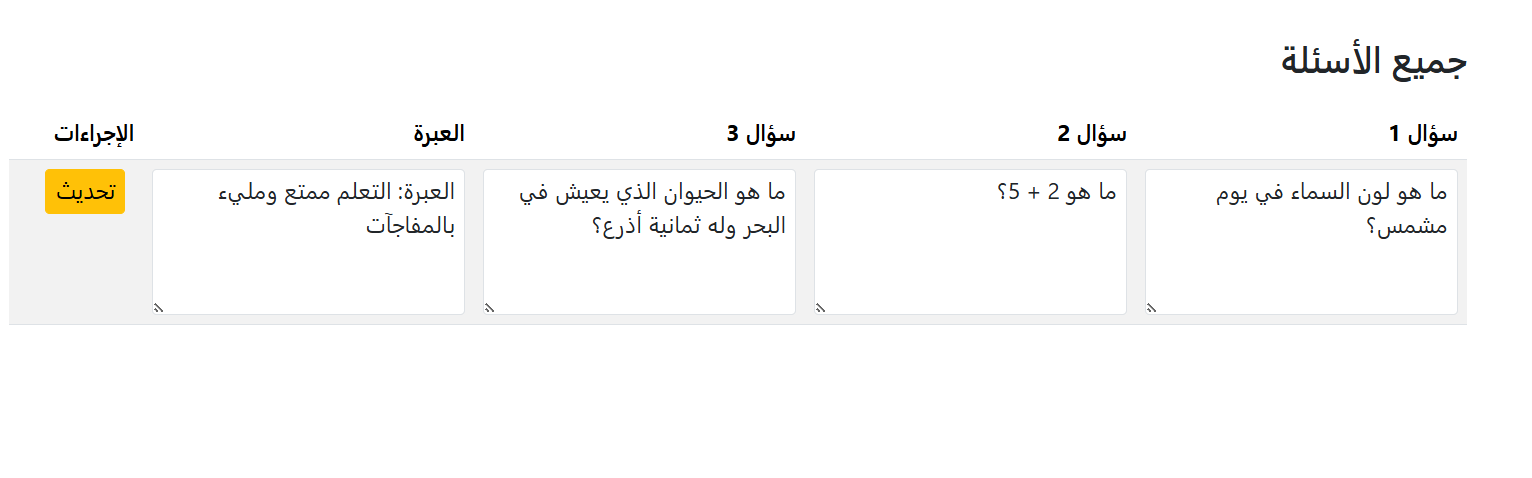 جميع الأسئلة
سؤال 1
سؤال 2
سؤال 3
العبرة
الإجراءات
ما هو لون السماء في يوم
مشمس؟
ما هو 2 + 5؟
ما هو الحيوان الذي يعيش في
البحر وله ثمانية أذرع؟
العبرة: التعلم ممتع ومليء
بالمفاجآت
تحديث